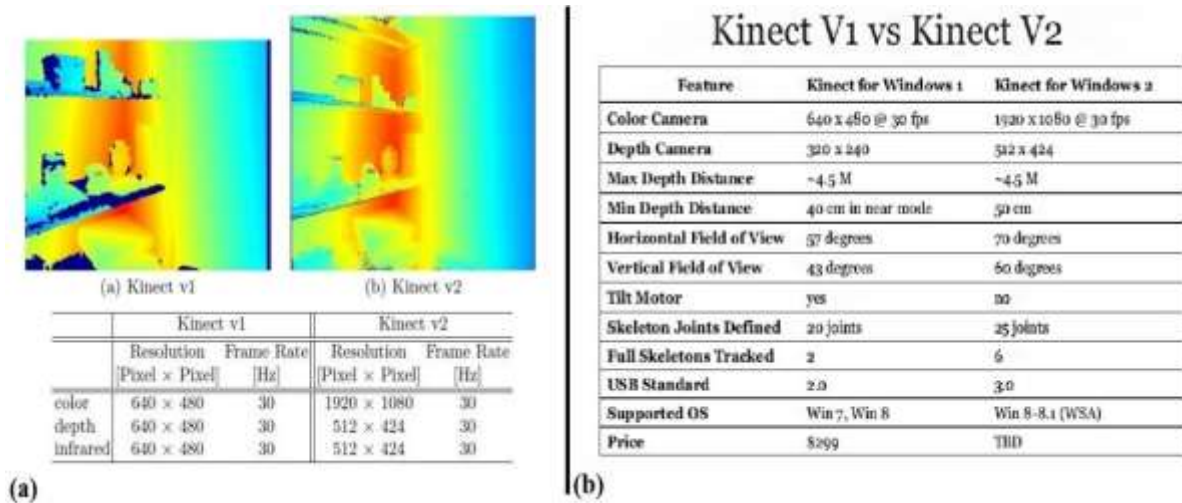 (a) Kinect v1
(b) Kinect v2
Kinect v1 Kinect v2
Resolution Frame Rate Resolution Frame Rate
[Pixel × Pixel] [Hz] [Pixel × Pixel] [Hz]
color 640 × 480 30 1920 × 1080 30
depth 640 × 480 30 512 × 424 30
infrared 640 × 480 30 512 × 424 30
(a)
Kinect V1 vs Kinect V2
Feature Kinect for Windows 1 Kinect for Windows 2
Color Camera 640 x 480 @ 30 fps 1920 x1080 @ 30 fps
Depth Camera 320 x 240 512 x 424
Max Depth Distance ~4.5 M ~4.5 M
Min Depth Distance 40 cm in near mode 50 cm
Horizontal Field of View 57 degrees 70 degrees
Vertical Field of View 43 degrees 60 degrees
Tilt Motor yes no
Skeleton Joints Defined 20 joints 25 joints
Full Skeletons Tracked 2 6
USB Standard 2.0 3.0
Supported OS Win 7, Win 8 Win 8-8.1 (WSA)
Price $299 TBD
(b)